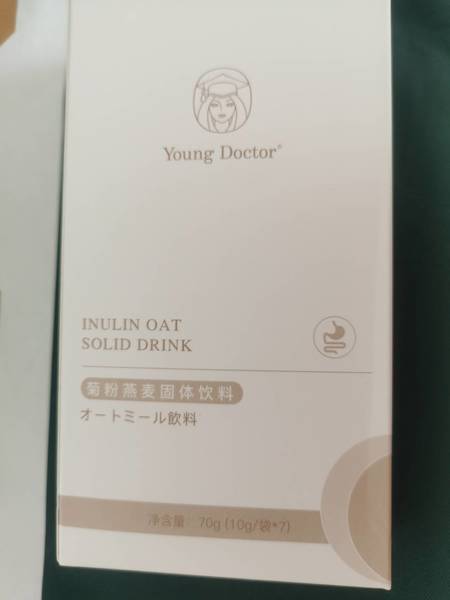 Young Doctor®
INULIN OAT
SOLID DRINK
菊粉燕麦固体饮料
オートミール飲料
净含量: 70g (10g/袋*7)